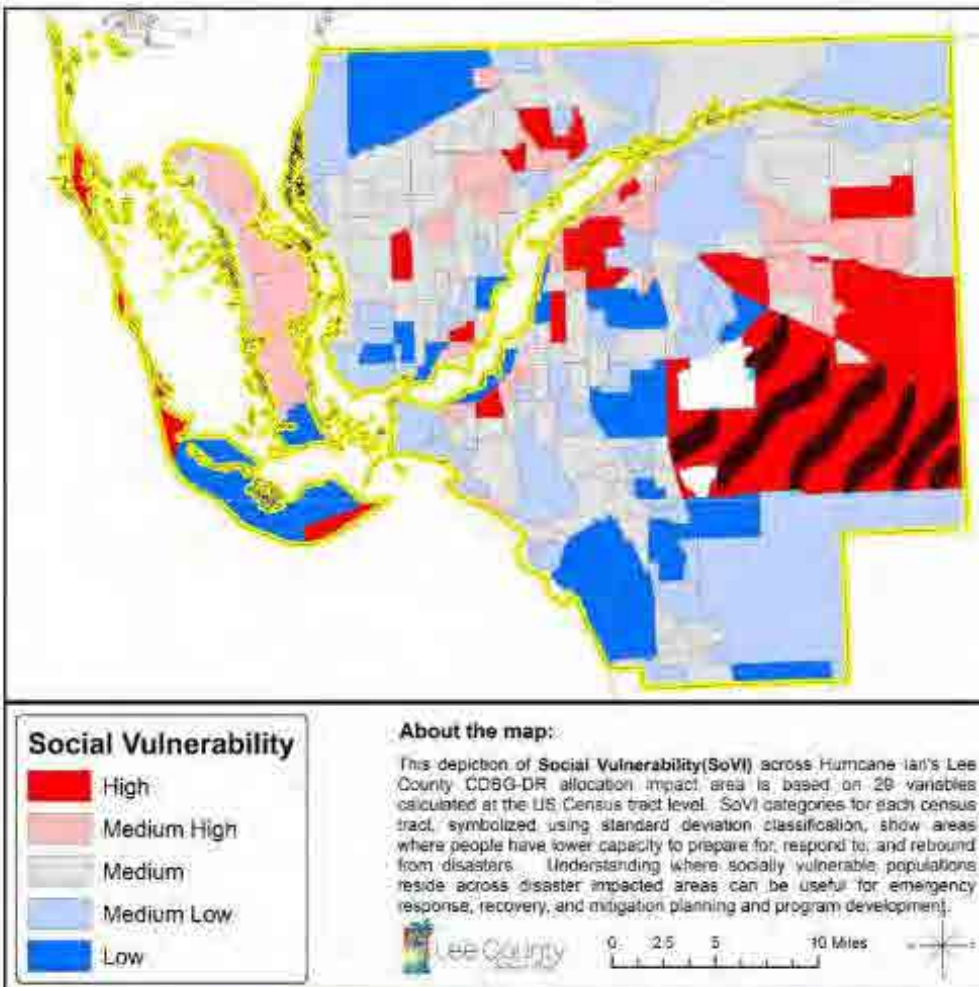 Social Vulnerability
High
Medium High
Medium
Medium Low
Low
About the map:
This depiction of Social Vulnerability(SoVI) across Hurricane Ian's Lee
County CDBG-DR allocation impact area is based on 29 variables
calculated at the US Census tract level. SoVI categories for each census
tract, symbolized using standard deviation classification, show areas
where people have lower capacity to prepare for, respond to, and rebound
from disasters. Understanding where socially vulnerable populations
reside across disaster impacted areas can be useful for emergency
response, recovery, and mitigation planning and program development.
Lee County
0 2.5 5 10 Miles